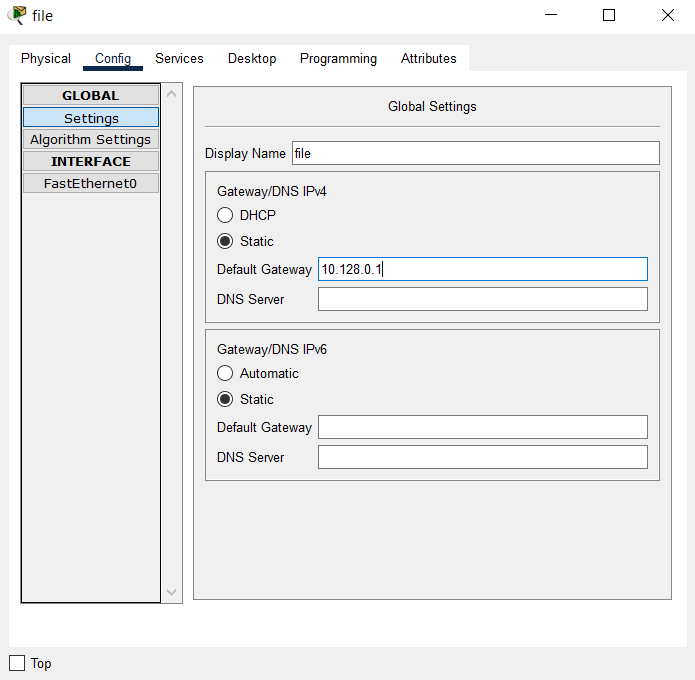 file
Physical Config Services Desktop Programming Attributes
GLOBAL
Settings
Algorithm Settings
INTERFACE
FastEthernet0
Global Settings
Display Name file
Gateway/DNS IPv4
DHCP
Static
Default Gateway 10.128.0.1
DNS Server
Gateway/DNS IPv6
Automatic
Static
Default Gateway
DNS Server
Top